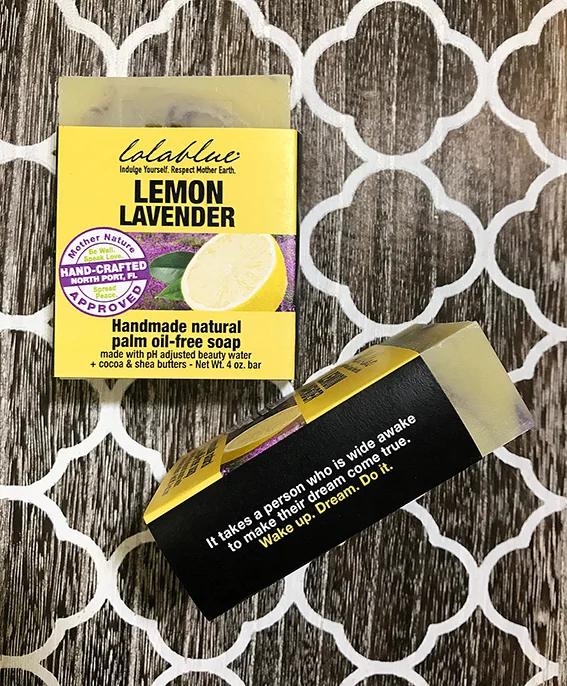 lolablue
Indulge Yourself. Respect Mother Earth.
LEMON
LAVENDER
Mother Nature
Be Well.
Speak Love.
HAND-CRAFTED
NORTH PORT, FL
Spread
Peace.
APPROVED
Handmade natural
palm oil-free soap
made with pH adjusted beauty water
+ cocoa & shea butters - Net Wt. 4 oz. bar
It takes a person who is wide awake
to make their dream come true.
Wake up. Dream. Do it.